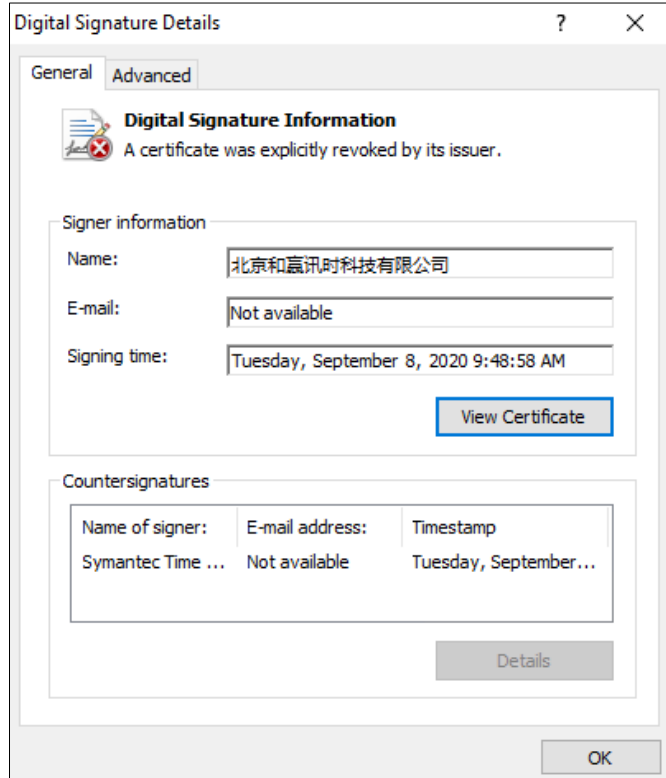 Digital Signature Details
General Advanced
Digital Signature Information
A certificate was explicitly revoked by its issuer.
Signer information
Name: 北京和赢讯时科技有限公司
E-mail: Not available
Signing time: Tuesday, September 8, 2020 9:48:58 AM
View Certificate
Countersignatures
Name of signer: E-mail address: Timestamp
Symantec Time ... Not available Tuesday, September...
Details
OK